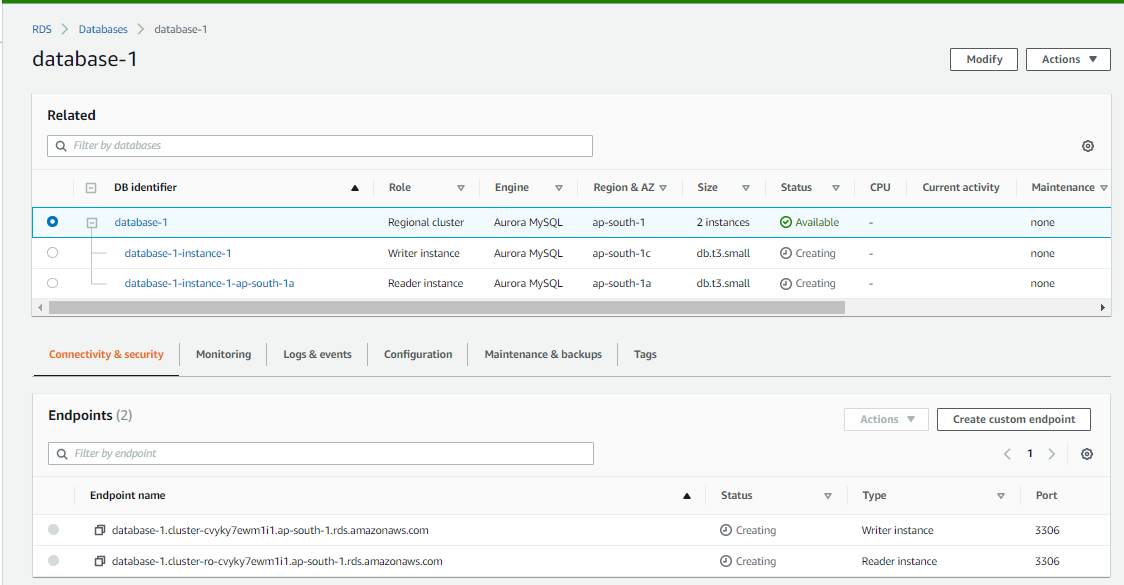 RDS > Databases > database-1
database-1
Modify Actions
Related
Filter by databases
DB identifier Role Engine Region & AZ Size Status CPU Current activity Maintenance
database-1 Regional cluster Aurora MySQL ap-south-1 2 instances Available - none
database-1-instance-1 Writer instance Aurora MySQL ap-south-1c db.t3.small Creating - none
database-1-instance-1-ap-south-1a Reader instance Aurora MySQL ap-south-1a db.t3.small Creating - none
Connectivity & security Monitoring Logs & events Configuration Maintenance & backups Tags
Endpoints (2)
Actions Create custom endpoint
Filter by endpoint
1
Endpoint name Status Type Port
database-1.cluster-cvyky7ewm1i1.ap-south-1.rds.amazonaws.com Creating Writer instance 3306
database-1.cluster-ro-cvyky7ewm1i1.ap-south-1.rds.amazonaws.com Creating Reader instance 3306